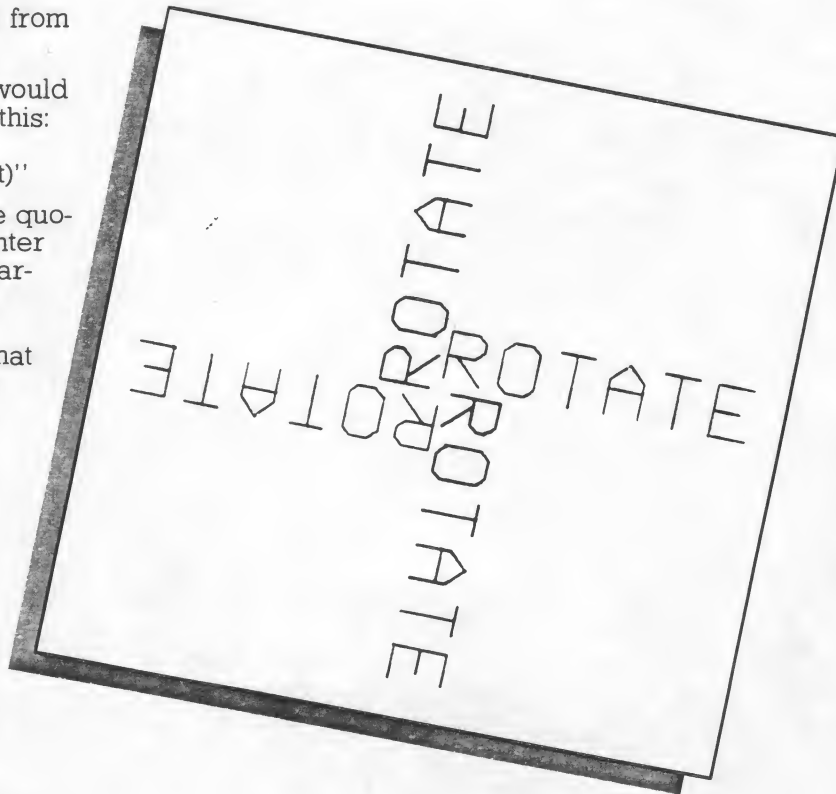 from
would
this:
t)"
e quo-
nter
ar-
hat
ROTATE
ROTATE
ROTATE
ROTATE